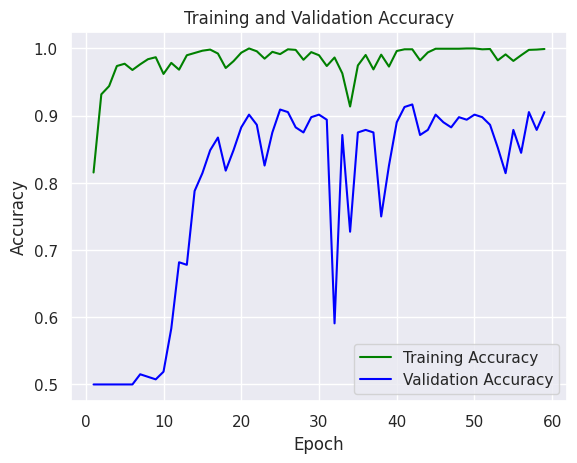 Training and Validation Accuracy
1.0
0.9
0.8
0.7
0.6
0.5
Accuracy
0
10
20
30
40
50
60
Epoch
Training Accuracy
Validation Accuracy